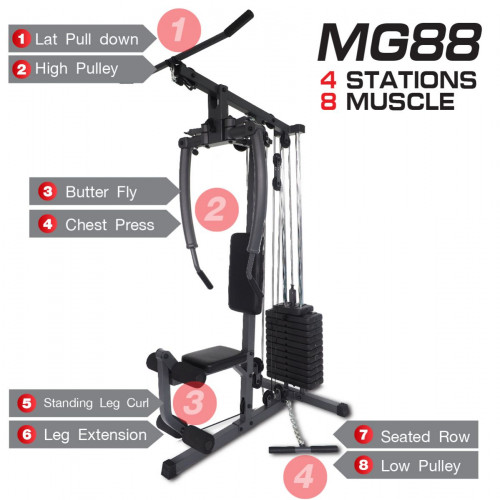 MG88
4 STATIONS
8 MUSCLE
1 Lat Pull down
2 High Pulley
1
3 Butter Fly
4 Chest Press
2
5 Standing Leg Curl
6 Leg Extension
3
7 Seated Row
8 Low Pulley
4